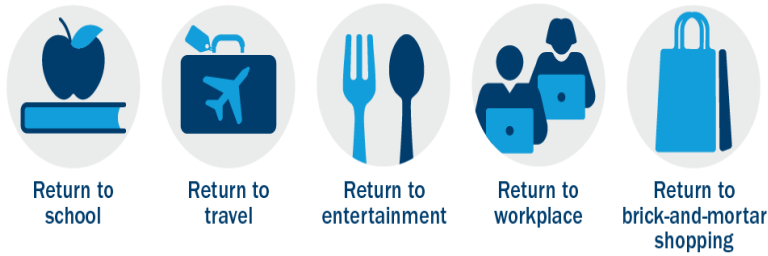 Return to
school
Return to
travel
Return to
entertainment
Return to
workplace
Return to
brick-and-mortar
shopping